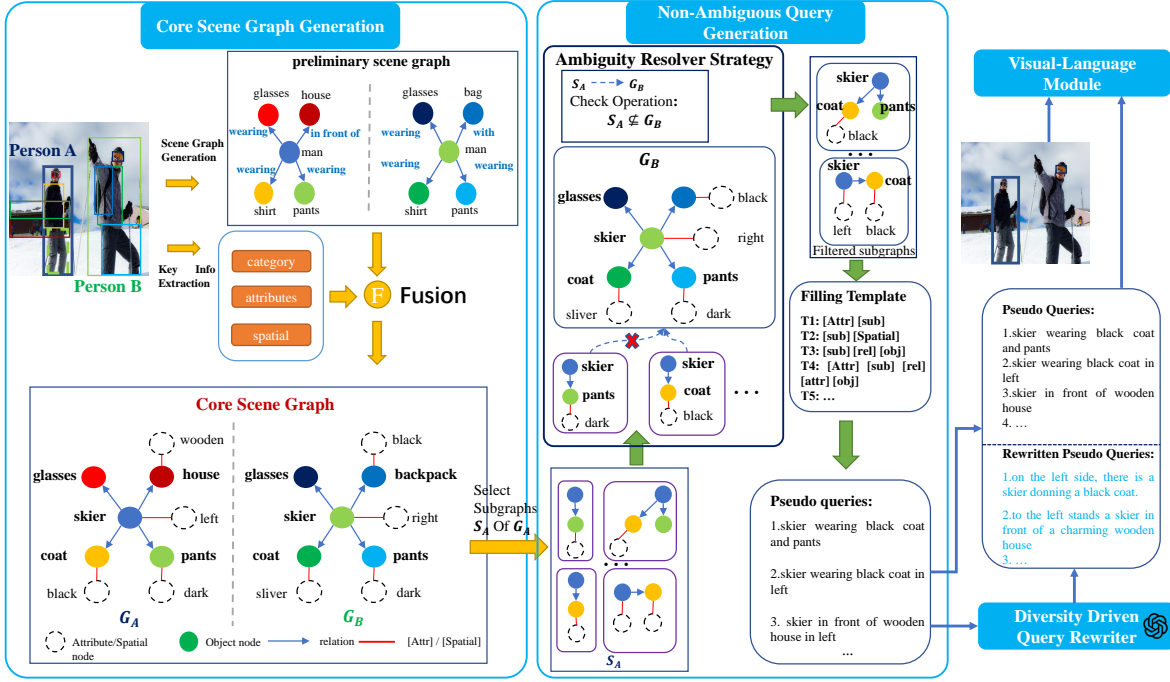 Core Scene Graph Generation
preliminary scene graph
glasses
house
wearing
in front of
man
wearing
wearing
shirt
pants
glasses
bag
wearing
with
man
wearing
wearing
shirt
pants
Person A
Person B
Scene Graph
Generation
Key Info
Extraction
category
attributes
spatial
F
Fusion
Core Scene Graph
wooden
glasses
house
skier
left
coat
pants
black
dark
G_A
black
glasses
backpack
skier
right
coat
pants
sliver
dark
G_B
Attribute/Spatial
node
Object node
relation
[Attr] / [Spatial]
Select
Subgraphs
S_A Of G_A
Non-Ambiguous Query
Generation
Ambiguity Resolver Strategy
S_A
G_B
Check Operation:
S_A ⊈ G_B
G_B
glasses
black
skier
right
coat
pants
sliver
dark
skier
pants
dark
skier
coat
black
...
...
S_A
skier
coat
pants
black
...
skier
coat
left
black
Filtered subgraphs
Filling Template
T1: [Attr] [sub]
T2: [sub] [Spatial]
T3: [sub] [rel] [obj]
T4: [Attr] [sub] [rel]
[attr] [obj]
T5: ...
Pseudo queries:
1.skier wearing black coat
and pants
2.skier wearing black coat in
left
3. skier in front of wooden
house in left
...
Visual-Language
Module
Pseudo Queries:
1.skier wearing black coat
and pants
2.skier wearing black coat in
left
3.skier in front of wooden
house
4. ...
Rewritten Pseudo Queries:
1.on the left side, there is a
skier donning a black coat.
2.to the left stands a skier in
front of a charming wooden
house
3. ...
Diversity Driven
Query Rewriter